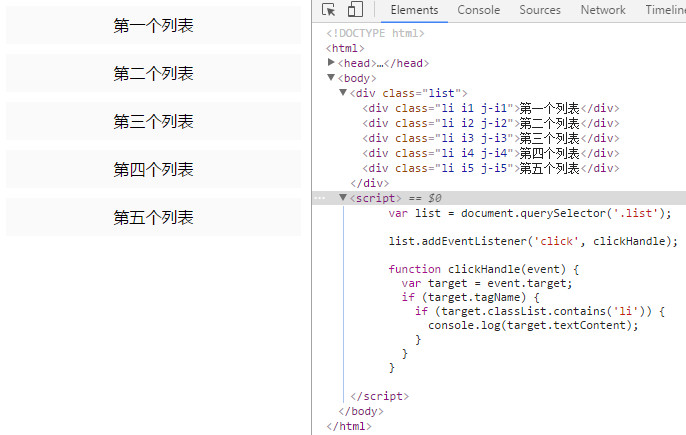 第一个列表
第二个列表
第三个列表
第四个列表
第五个列表
Elements Console Sources Network Timeline
<!DOCTYPE html>
<html>
<head>…</head>
<body>
<div class="list">
<div class="li i1 j-i1">第一个列表</div>
<div class="li i2 j-i2">第二个列表</div>
<div class="li i3 j-i3">第三个列表</div>
<div class="li i4 j-i4">第四个列表</div>
<div class="li i5 j-i5">第五个列表</div>
</div>
<script> == $0
var list = document.querySelector('.list');
list.addEventListener('click', clickHandle);
function clickHandle(event) {
var target = event.target;
if (target.tagName) {
if (target.classList.contains('li')) {
console.log(target.textContent);
}
}
}
</script>
</body>
</html>